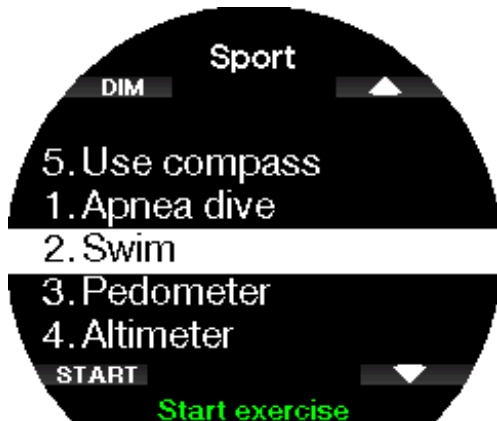 Sport
DIM
5. Use compass
1. Apnea dive
2. Swim
3. Pedometer
4. Altimeter
START
Start exercise